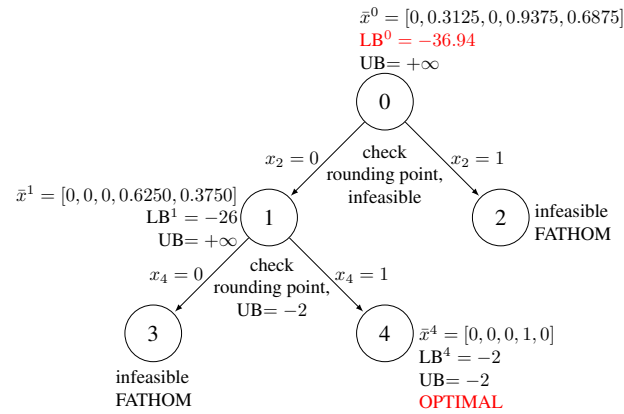 x̄⁰ = [0, 0.3125, 0, 0.9375, 0.6875]
LB⁰ = −36.94
UB= +∞
0
x₂ = 0
check
rounding point,
infeasible
x₂ = 1
x̄¹ = [0, 0, 0, 0.6250, 0.3750]
LB¹ = −26
UB= +∞
1
2
infeasible
FATHOM
x₄ = 0
check
rounding point,
UB= −2
x₄ = 1
3
infeasible
FATHOM
4
x̄⁴ = [0, 0, 0, 1, 0]
LB⁴ = −2
UB= −2
OPTIMAL